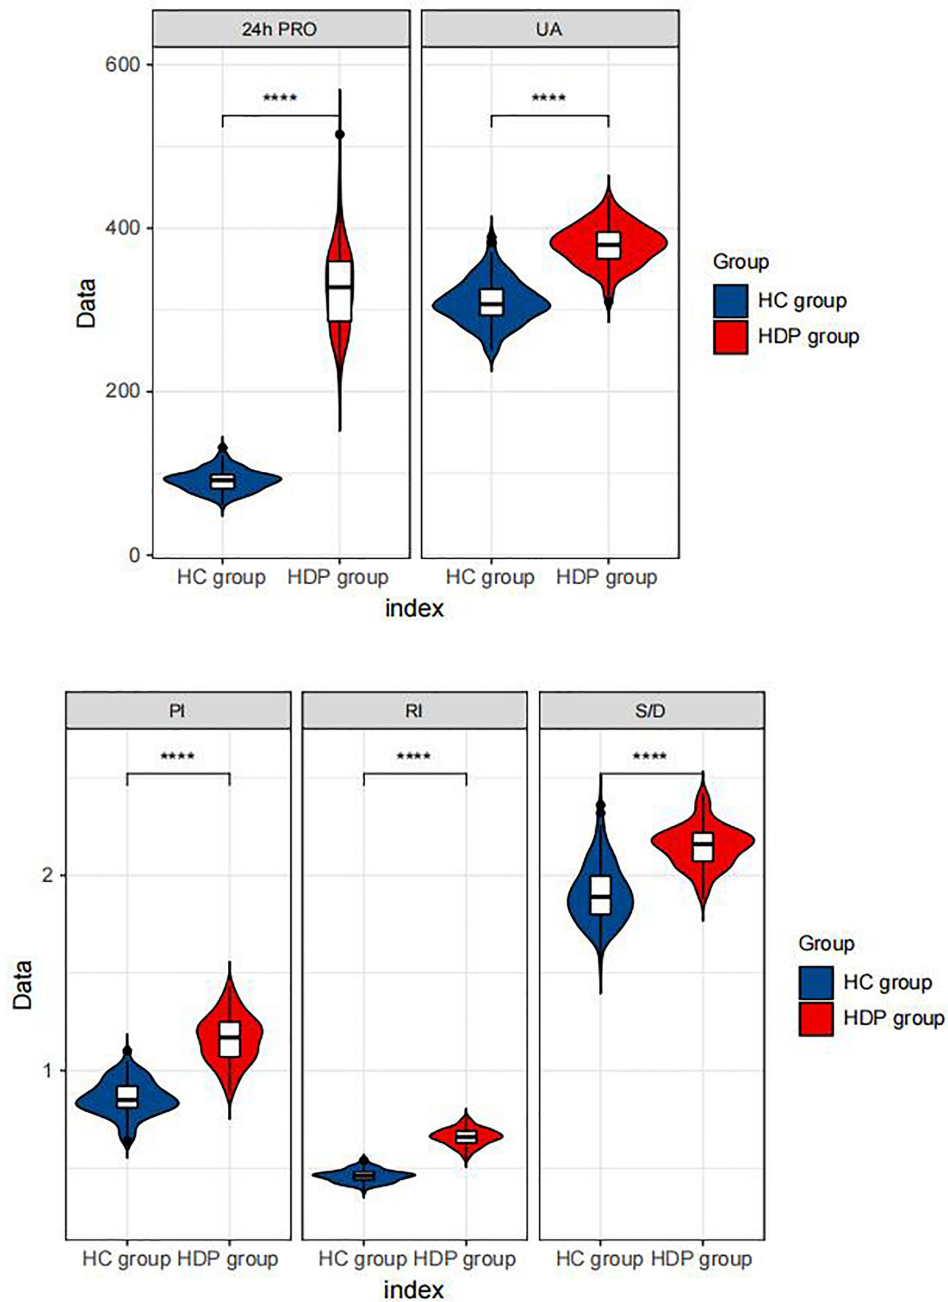 24h PRO UA
600
**** ****
400
200
0
Data
HC group HDP group HC group HDP group
index
Group
HC group
HDP group
PI RI S/D
**** **** ****
2
1
Data
HC group HDP group HC group HDP group HC group HDP group
index
Group
HC group
HDP group